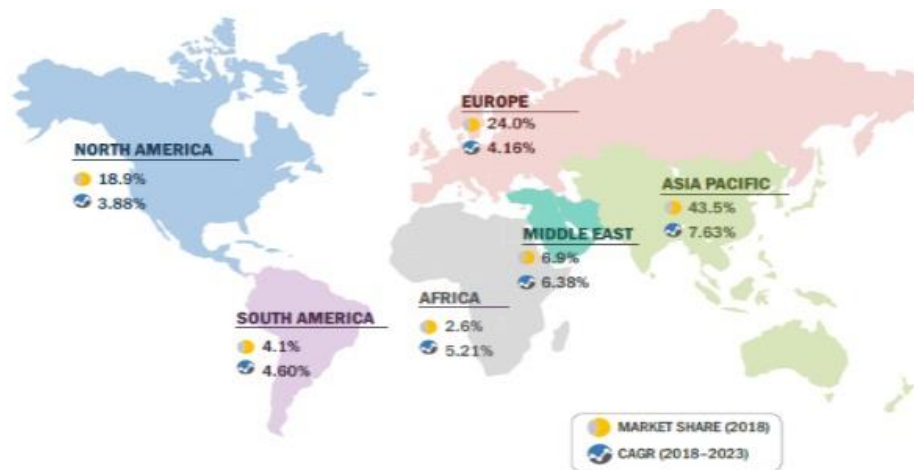 EUROPE
24.0%
4.16%
NORTH AMERICA
18.9%
3.88%
ASIA PACIFIC
43.5%
7.63%
MIDDLE EAST
6.9%
6.38%
AFRICA
2.6%
5.21%
SOUTH AMERICA
4.1%
4.60%
MARKET SHARE (2018)
CAGR (2018–2023)